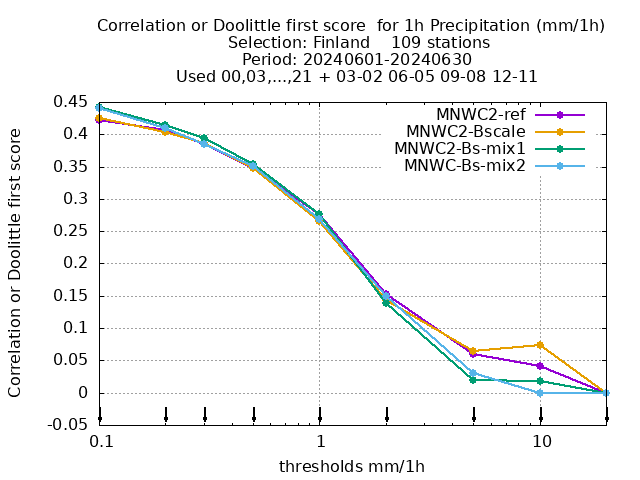 Correlation or Doolittle first score  for 1h Precipitation (mm/1h)
Selection: Finland    109 stations
Period: 20240601-20240630
Used 00,03,...,21 + 03-02 06-05 09-08 12-11
MNWC2-ref
MNWC2-Bscale
MNWC2-Bs-mix1
MNWC-Bs-mix2
Correlation or Doolittle first score
0.45
0.4
0.35
0.3
0.25
0.2
0.15
0.1
0.05
0
-0.05
0.1
1
10
thresholds mm/1h